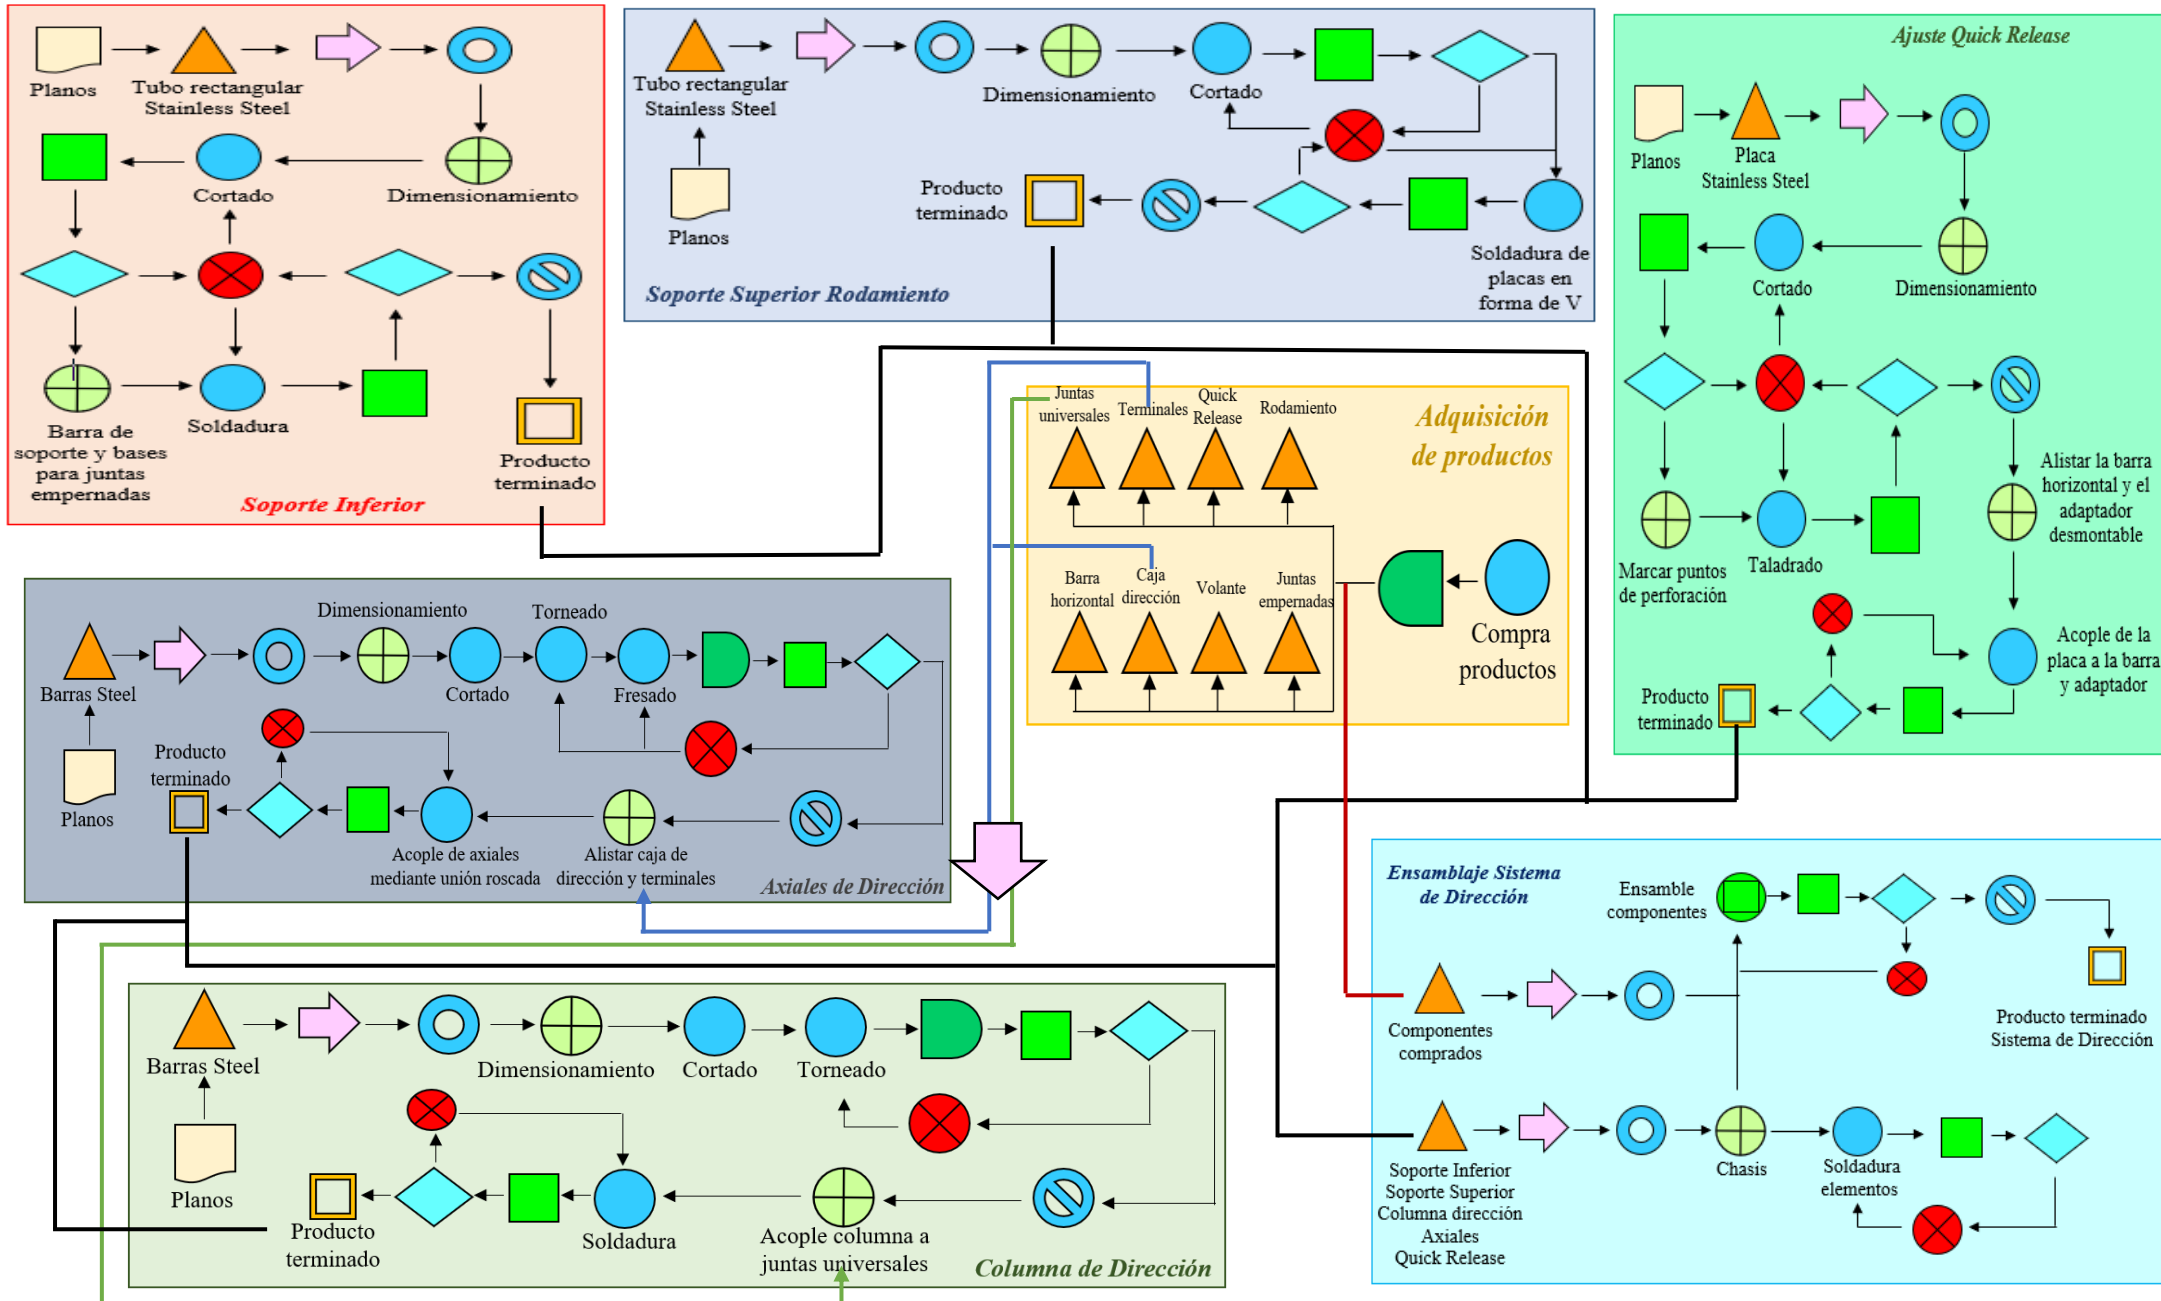 Planos
Tubo rectangular
Stainless Steel
Cortado
Dimensionamiento
Barra de
soporte y bases
para juntas
empernadas
Soldadura
Producto
terminado
Soporte Inferior
Tubo rectangular
Stainless Steel
Dimensionamiento
Cortado
Planos
Producto
terminado
Soldadura de
placas en
forma de V
Soporte Superior Rodamiento
Ajuste Quick Release
Planos
Placa
Stainless Steel
Cortado
Dimensionamiento
Marcar puntos
de perforación
Taladrado
Alistar la barra
horizontal y el
adaptador
desmontable
Acople de la
placa a la barra
y adaptador
Producto
terminado
Adquisición
de productos
Juntas
universales
Terminales
Quick
Release
Rodamiento
Barra
horizontal
Caja
dirección
Volante
Juntas
empernadas
Compra
productos
Barras Steel
Dimensionamiento
Cortado
Torneado
Fresado
Planos
Producto
terminado
Acople de axiales
mediante unión roscada
Alistar caja de
dirección y terminales
Axiales de Dirección
Barras Steel
Dimensionamiento
Cortado
Torneado
Planos
Producto
terminado
Soldadura
Acople columna a
juntas universales
Columna de Dirección
Ensamblaje Sistema
de Dirección
Ensamble
componentes
Componentes
comprados
Producto terminado
Sistema de Dirección
Soporte Inferior
Soporte Superior
Columna dirección
Axiales
Quick Release
Chasis
Soldadura
elementos